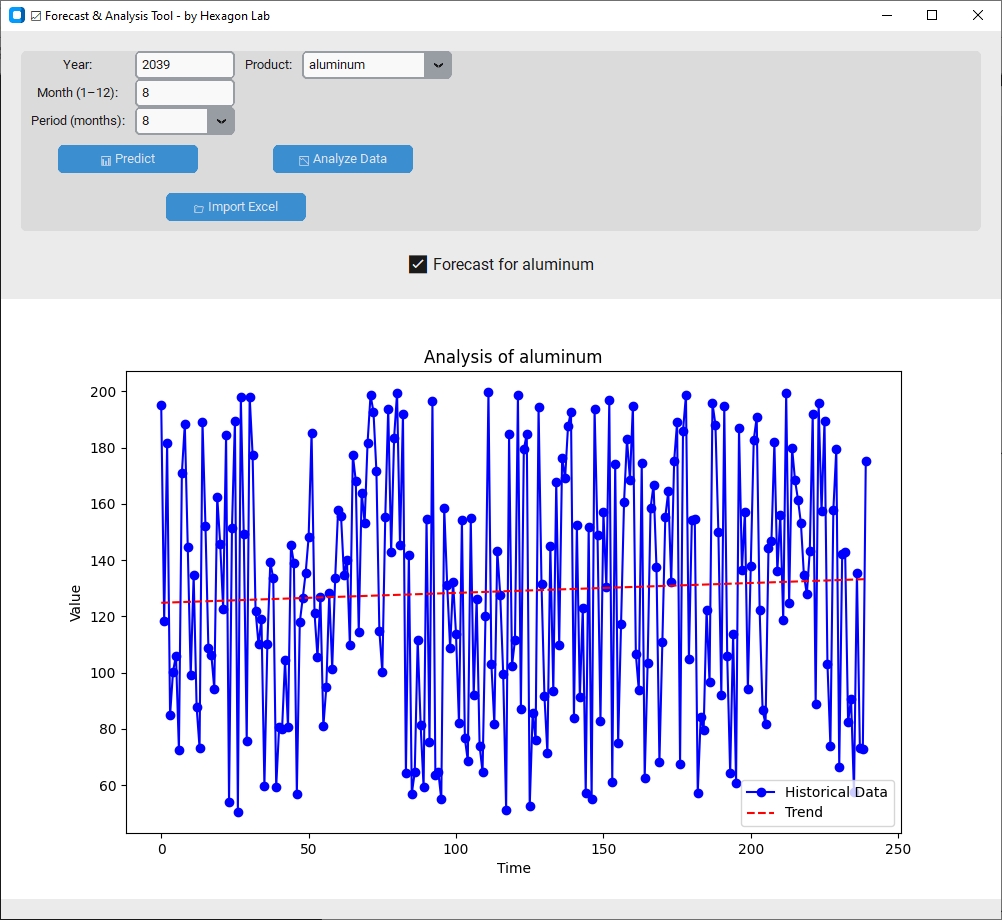 Forecast & Analysis Tool - by Hexagon Lab
Year: 2039 Product: aluminum
Month (1–12): 8
Period (months): 8
Predict Analyze Data
Import Excel
Forecast for aluminum
Analysis of aluminum
200
180
160
140
120
100
80
60
Value
Historical Data
Trend
0 50 100 150 200 250
Time